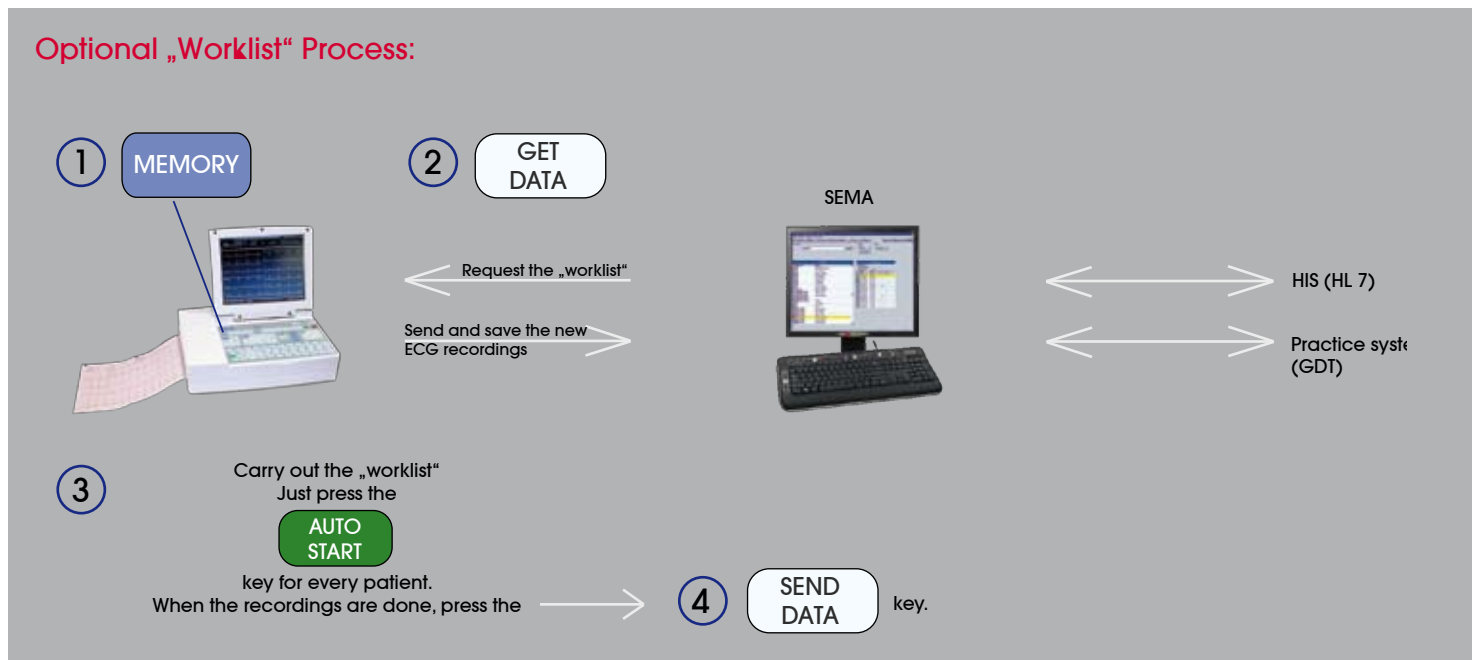 Optional „Worklist“ Process:
1
MEMORY
2
GET
DATA
SEMA
Request the „worklist“
Send and save the new
ECG recordings
HIS (HL 7)
Practice syste
(GDT)
3
Carry out the „worklist“
Just press the
AUTO
START
key for every patient.
When the recordings are done, press the
4
SEND
DATA
key.